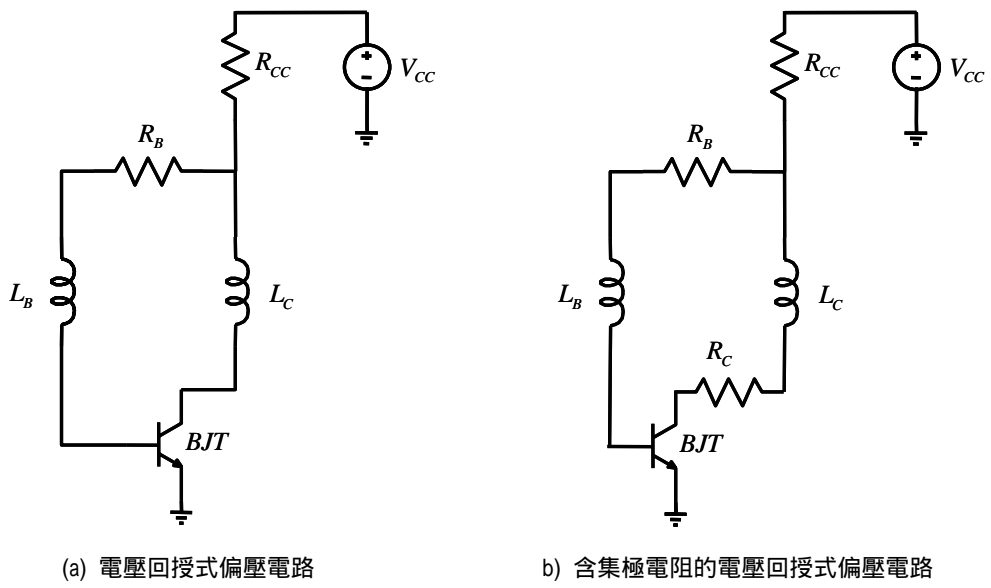 R_CC
V_CC
R_B
L_B
L_C
BJT
(a) 電壓回授式偏壓電路
R_CC
V_CC
R_B
L_B
L_C
R_C
BJT
b) 含集極電阻的電壓回授式偏壓電路